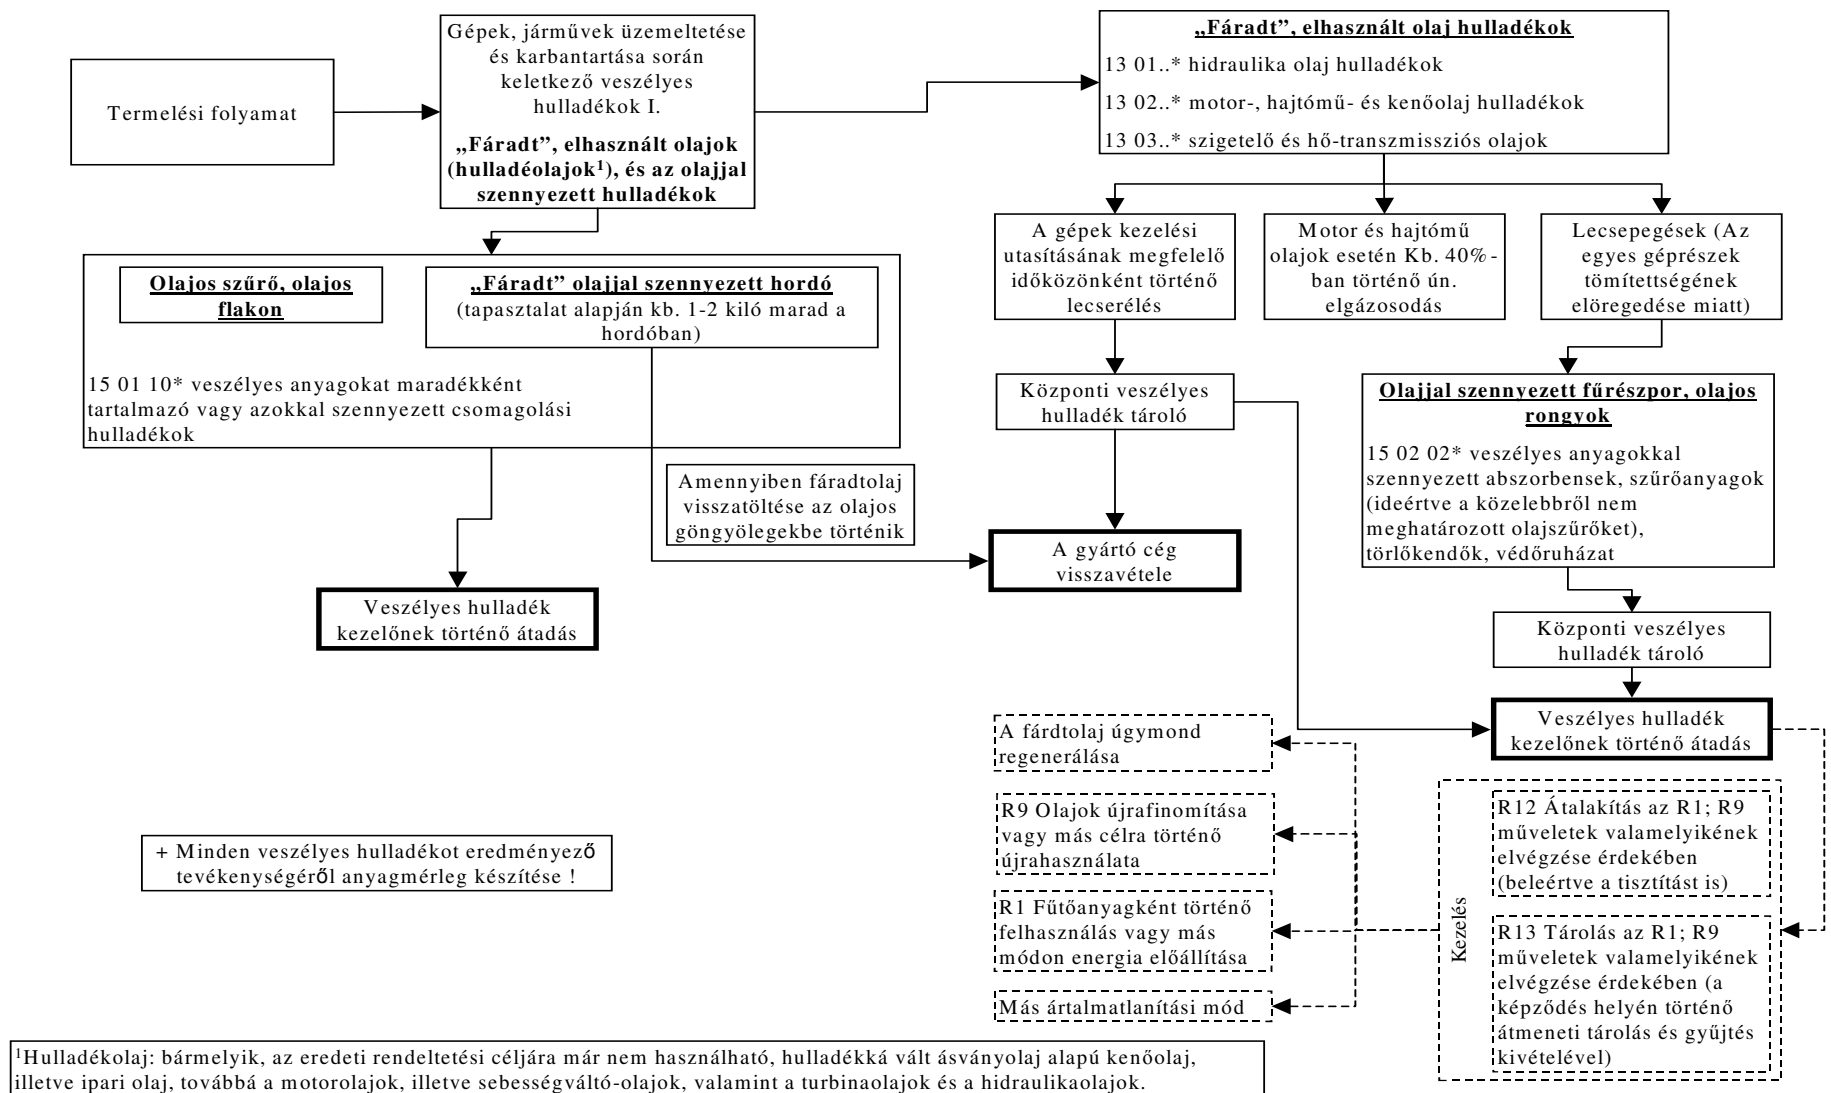 Termelési folyamat
Gépek, járművek üzemeltetése
és karbantartása során
keletkező veszélyes
hulladékok I.
„Fáradt”, elhasznált olajok
(hulladéolajok¹), és az olajjal
szennyezett hulladékok
„Fáradt”, elhasznált olaj hulladékok
13 01..* hidraulika olaj hulladékok
13 02..* motor-, hajtómű- és kenőolaj hulladékok
13 03..* szigetelő és hő-transzmissziós olajok
Olajos szűrő, olajos
flakon
„Fáradt” olajjal szennyezett hordó
(tapasztalat alapján kb. 1-2 kiló marad a
hordóban)
15 01 10* veszélyes anyagokat maradékként
tartalmazó vagy azokkal szennyezett csomagolási
hulladékok
A gépek kezelési
utasításának megfelelő
időközönként történő
lecserélés
Motor és hajtómű
olajok esetén Kb. 40%-
ban történő ún.
elgázosodás
Lecsepegések (Az
egyes géprészek
tömítettségének
elöregedése miatt)
Központi veszélyes
hulladék tároló
Olajjal szennyezett fűrészpor, olajos
rongyok
15 02 02* veszélyes anyagokkal
szennyezett abszorbensek, szűrőanyagok
(ideértve a közelebbről nem
meghatározott olajszűrőket),
törlőkendők, védőruházat
Amennyiben fáradtolaj
visszatöltése az olajos
göngyölegekbe történik
A gyártó cég
visszavétele
Veszélyes hulladék
kezelőnek történő átadás
Központi veszélyes
hulladék tároló
Veszélyes hulladék
kezelőnek történő átadás
A fárdtolaj úgymond
regenerálása
R9 Olajok újrafinomítása
vagy más célra történő
újrahasználata
R1 Fűtőanyagként történő
felhasználás vagy más
módon energia előállítása
Más ártalmatlanítási mód
Kezelés
R12 Átalakítás az R1; R9
műveletek valamelyikének
elvégzése érdekében
(beleértve a tisztítást is)
R13 Tárolás az R1; R9
műveletek valamelyikének
elvégzése érdekében (a
képződés helyén történő
átmeneti tárolás és gyűjtés
kivételével)
+ Minden veszélyes hulladékot eredményező
tevékenységéről anyagmérleg készítése !
¹Hulladékolaj: bármelyik, az eredeti rendeltetési céljára már nem használható, hulladékká vált ásványolaj alapú kenőolaj,
illetve ipari olaj, továbbá a motorolajok, illetve sebességváltó-olajok, valamint a turbinaolajok és a hidraulikaolajok.